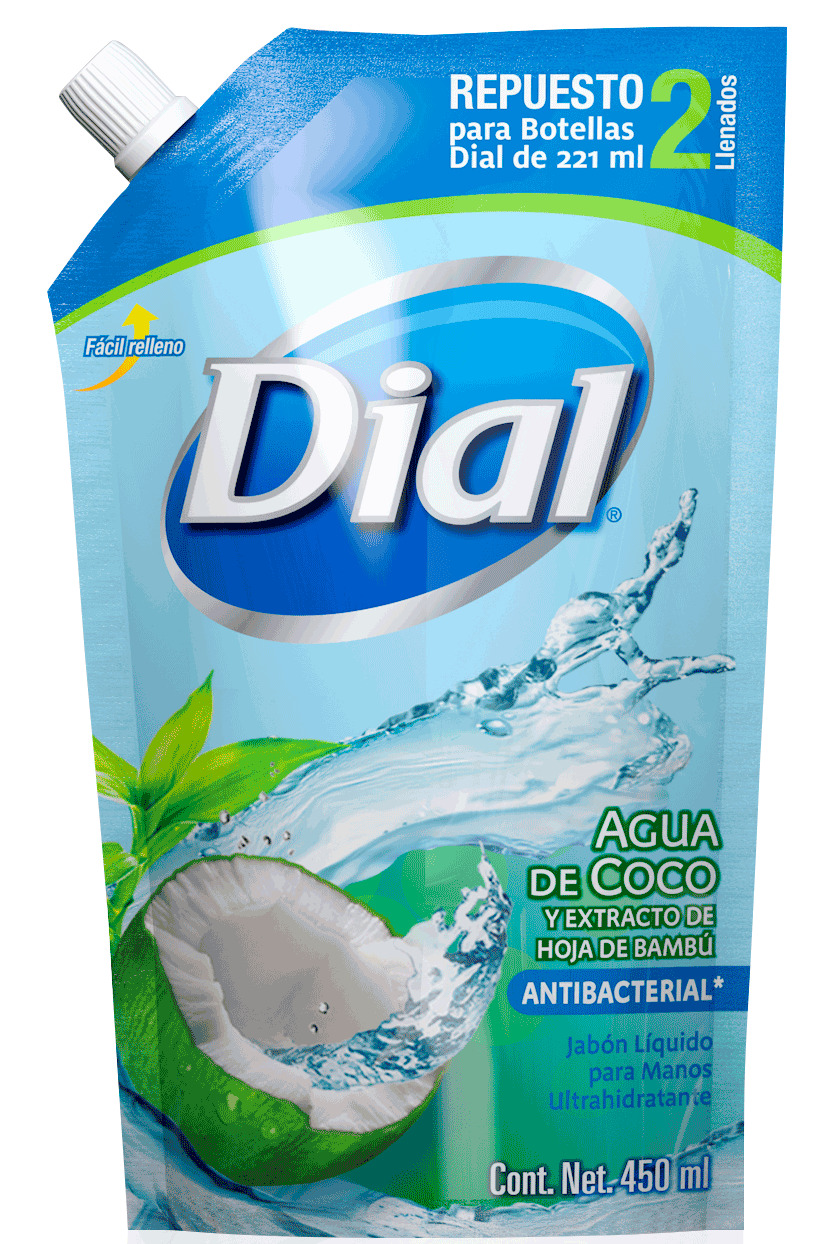 REPUESTO
para Botellas
Dial de 221 ml
2
Llenados
Fácil relleno
Dial®
AGUA
DE COCO
Y EXTRACTO DE
HOJA DE BAMBÚ
ANTIBACTERIAL*
Jabón Líquido
para Manos
Ultrahidratante
Cont. Net. 450 ml